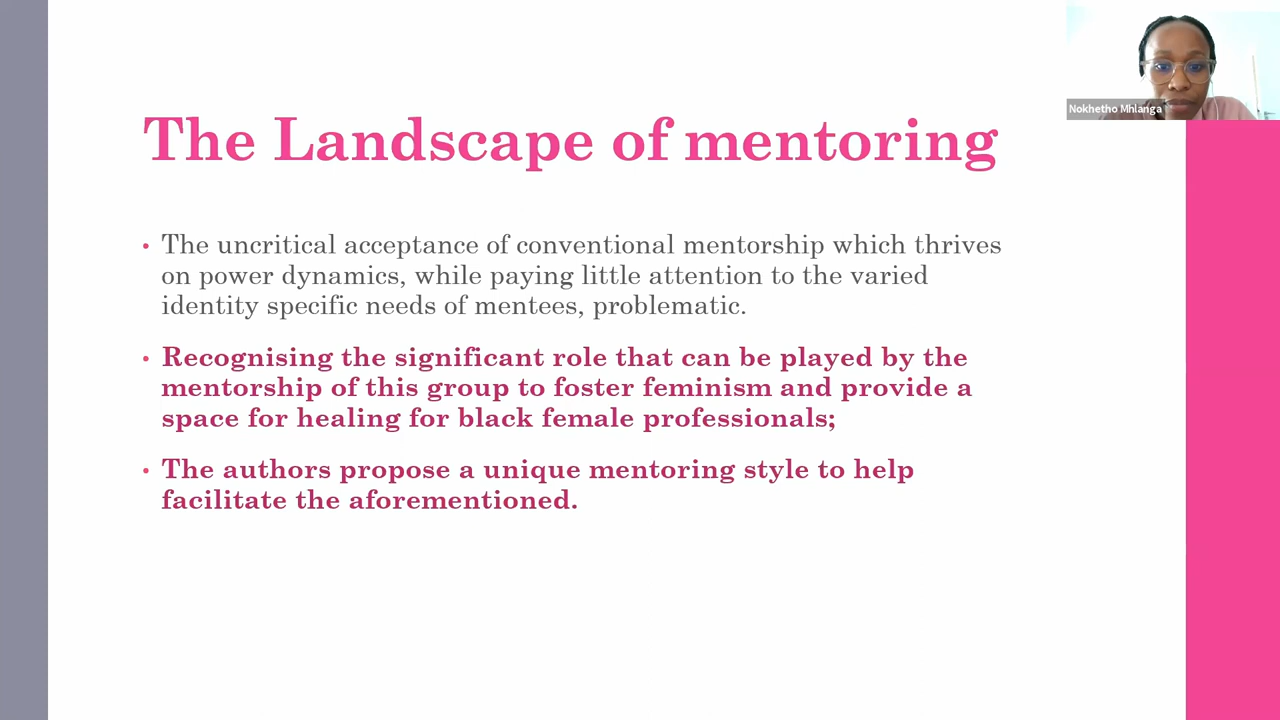 Nokhetho Mhlanga
The Landscape of mentoring
• The uncritical acceptance of conventional mentorship which thrives
on power dynamics, while paying little attention to the varied
identity specific needs of mentees, problematic.
• Recognising the significant role that can be played by the
mentorship of this group to foster feminism and provide a
space for healing for black female professionals;
• The authors propose a unique mentoring style to help
facilitate the aforementioned.